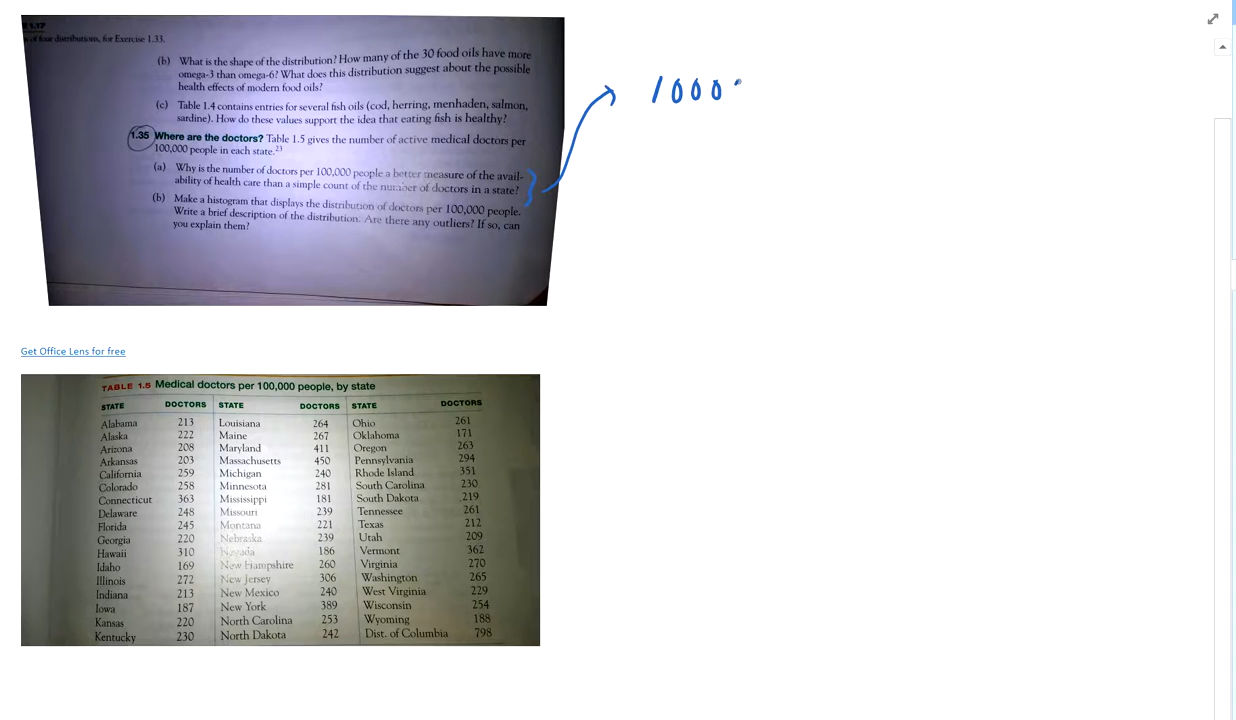 E 1.17
of four distributions, for Exercise 1.33.
(b) What is the shape of the distribution? How many of the 30 food oils have more
omega-3 than omega-6? What does this distribution suggest about the possible
health effects of modern food oils?
(c) Table 1.4 contains entries for several fish oils (cod, herring, menhaden, salmon,
sardine). How do these values support the idea that eating fish is healthy?
1.35 Where are the doctors? Table 1.5 gives the number of active medical doctors per
100,000 people in each state.23
(a) Why is the number of doctors per 100,000 people a better measure of the avail-
ability of health care than a simple count of the number of doctors in a state?
(b) Make a histogram that displays the distribution of doctors per 100,000 people.
Write a brief description of the distribution. Are there any outliers? If so, can
you explain them?
1000
Get Office Lens for free
TABLE 1.5 Medical doctors per 100,000 people, by state
STATE DOCTORS STATE DOCTORS STATE DOCTORS
Alabama 213 Louisiana 264 Ohio 261
Alaska 222 Maine 267 Oklahoma 171
Arizona 208 Maryland 411 Oregon 263
Arkansas 203 Massachusetts 450 Pennsylvania 294
California 259 Michigan 240 Rhode Island 351
Colorado 258 Minnesota 281 South Carolina 230
Connecticut 363 Mississippi 181 South Dakota 219
Delaware 248 Missouri 239 Tennessee 261
Florida 245 Montana 221 Texas 212
Georgia 220 Nebraska 239 Utah 209
Hawaii 310 Nevada 186 Vermont 362
Idaho 169 New Hampshire 260 Virginia 270
Illinois 272 New Jersey 306 Washington 265
Indiana 213 New Mexico 240 West Virginia 229
Iowa 187 New York 389 Wisconsin 254
Kansas 220 North Carolina 253 Wyoming 188
Kentucky 230 North Dakota 242 Dist. of Columbia 798